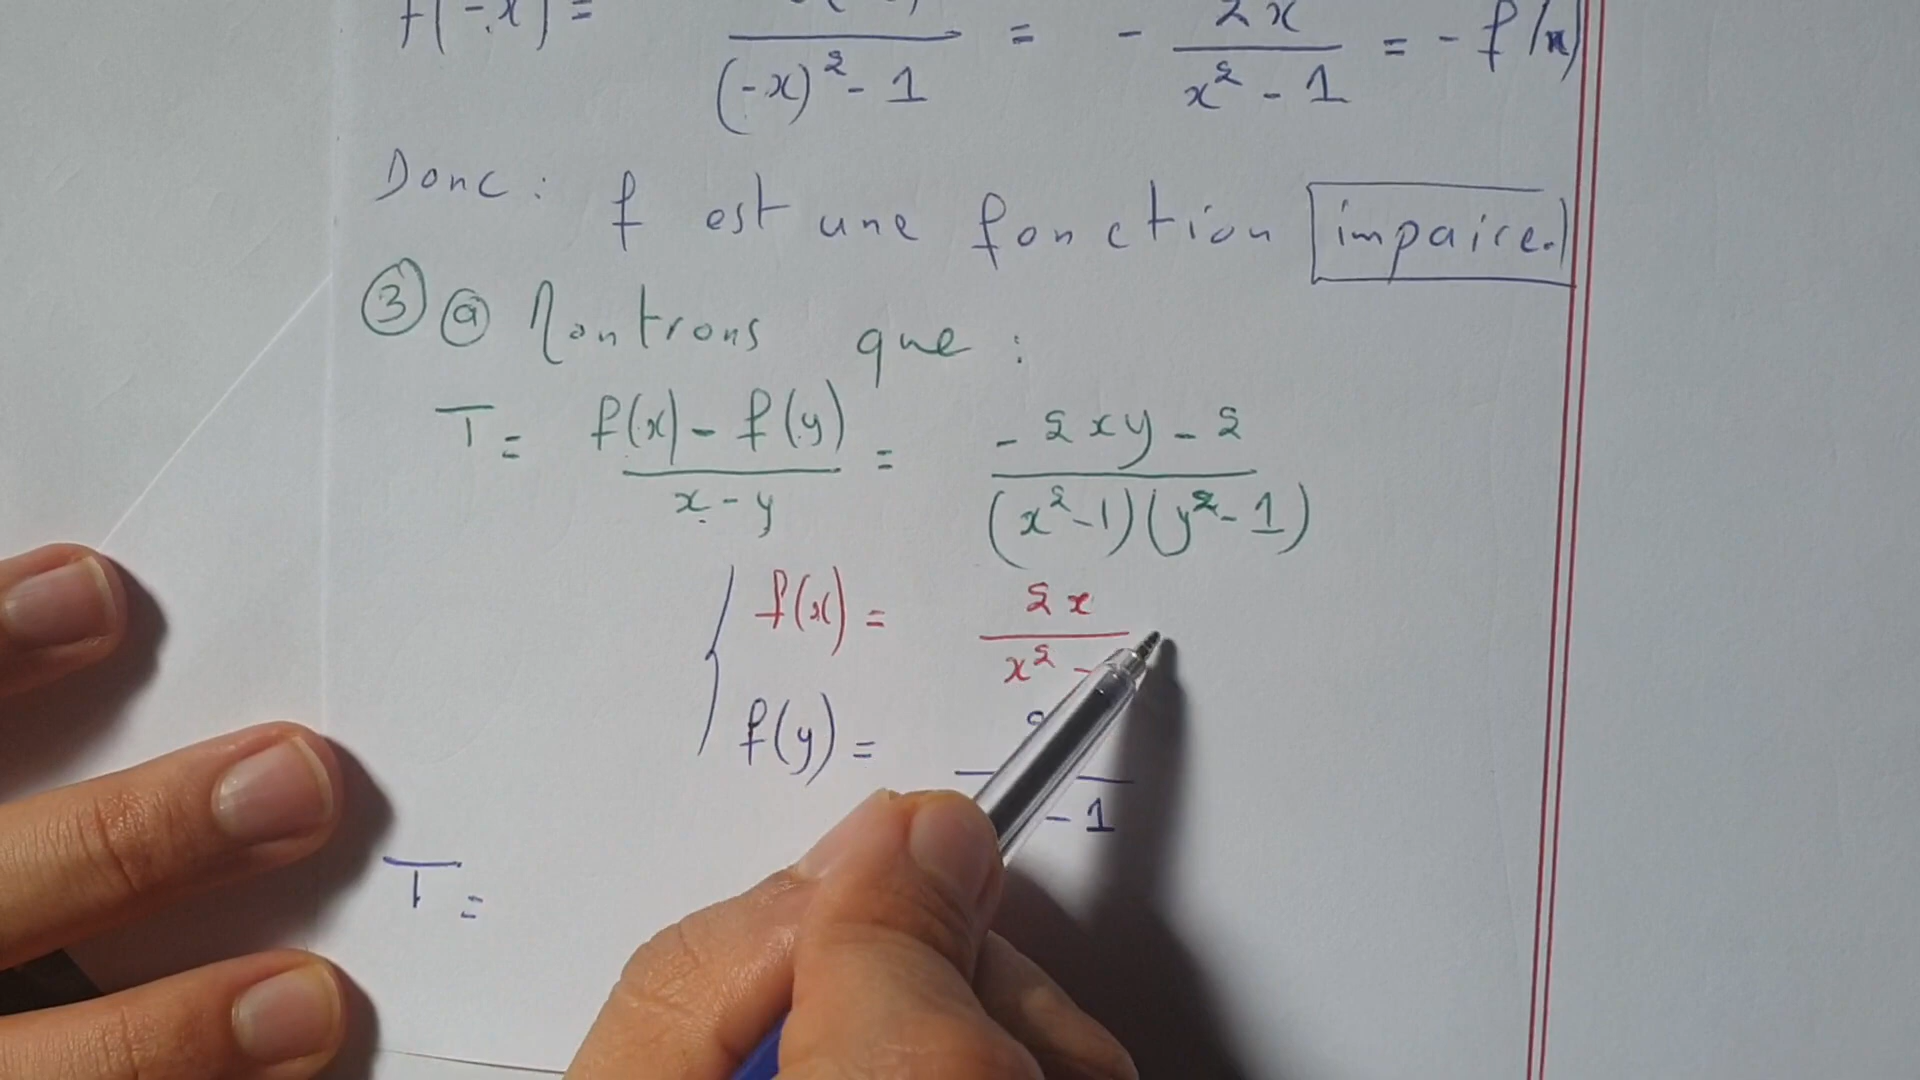 f(-x) = / (-x)² - 1 = - 2x / x² - 1 = - f(x)
Donc : f est une fonction impaire.
③ ⓐ Montrons que :
T = f(x) - f(y) / x - y = - 2xy - 2 / (x² - 1)(y² - 1)
f(x) = 2x / x² -
f(y) = - 1
T =